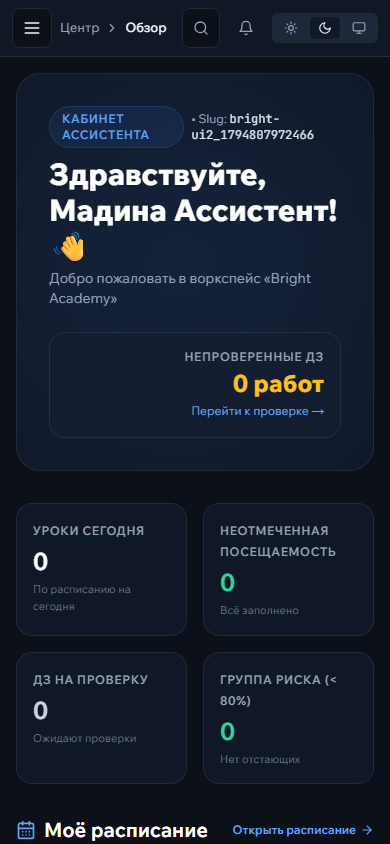 Центр > Обзор
КАБИНЕТ
АССИСТЕНТА
• Slug: bright-
ui2_1794807972466
Здравствуйте,
Мадина Ассистент!
👋
Добро пожаловать в воркспейс «Bright
Academy»
НЕПРОВЕРЕННЫЕ ДЗ
0 работ
Перейти к проверке →
УРОКИ СЕГОДНЯ
0
По расписанию на
сегодня
НЕОТМЕЧЕННАЯ
ПОСЕЩАЕМОСТЬ
0
Всё заполнено
ДЗ НА ПРОВЕРКУ
0
Ожидают проверки
ГРУППА РИСКА (<
80%)
0
Нет отстающих
Моё расписание
Открыть расписание →